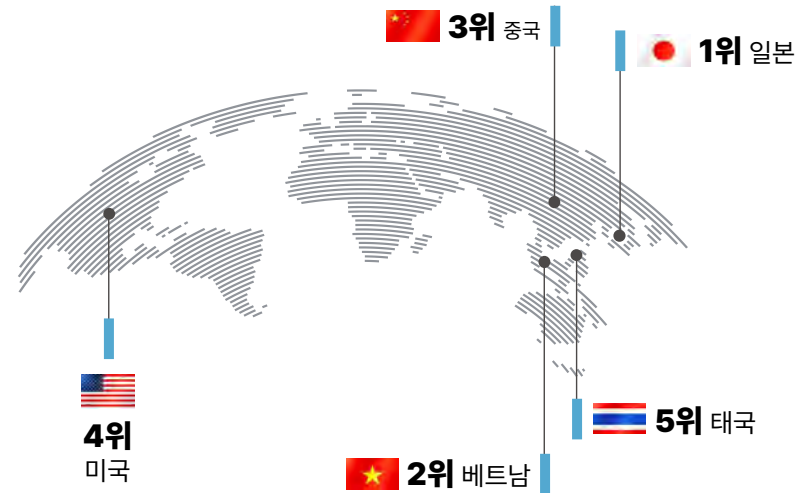 3위 중국
1위 일본
4위
미국
5위 태국
2위 베트남